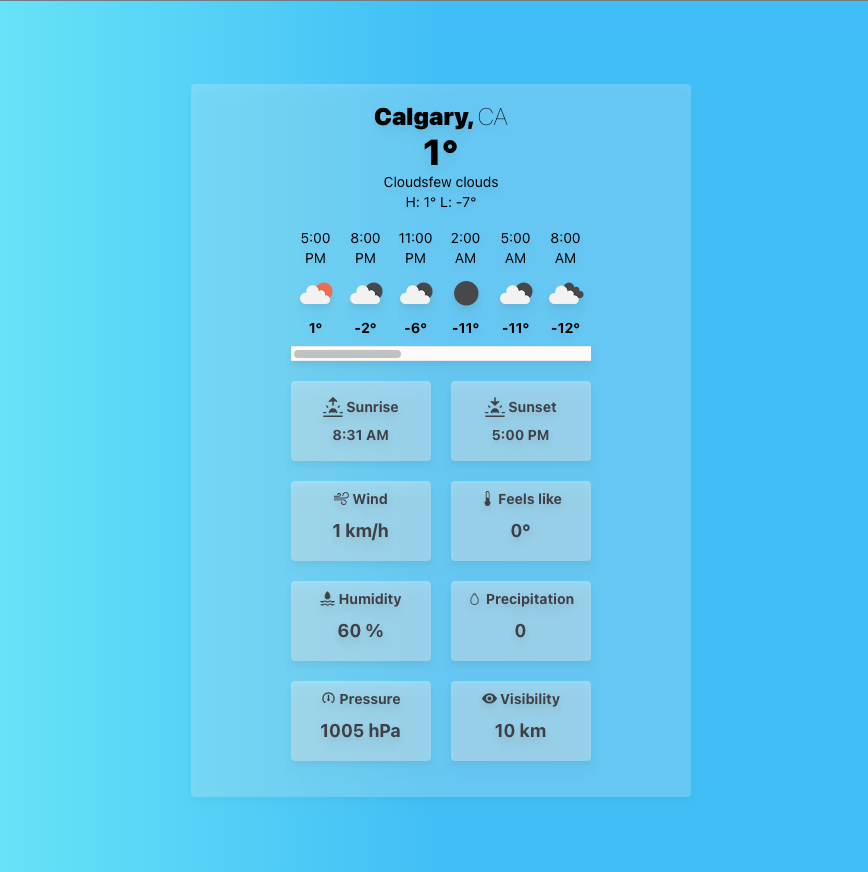 Calgary, CA
1°
Cloudsfew clouds
H: 1° L: -7°
5:00 8:00 11:00 2:00 5:00 8:00
PM PM PM AM AM AM
1° -2° -6° -11° -11° -12°
Sunrise Sunset
8:31 AM 5:00 PM
Wind Feels like
1 km/h 0°
Humidity Precipitation
60 % 0
Pressure Visibility
1005 hPa 10 km